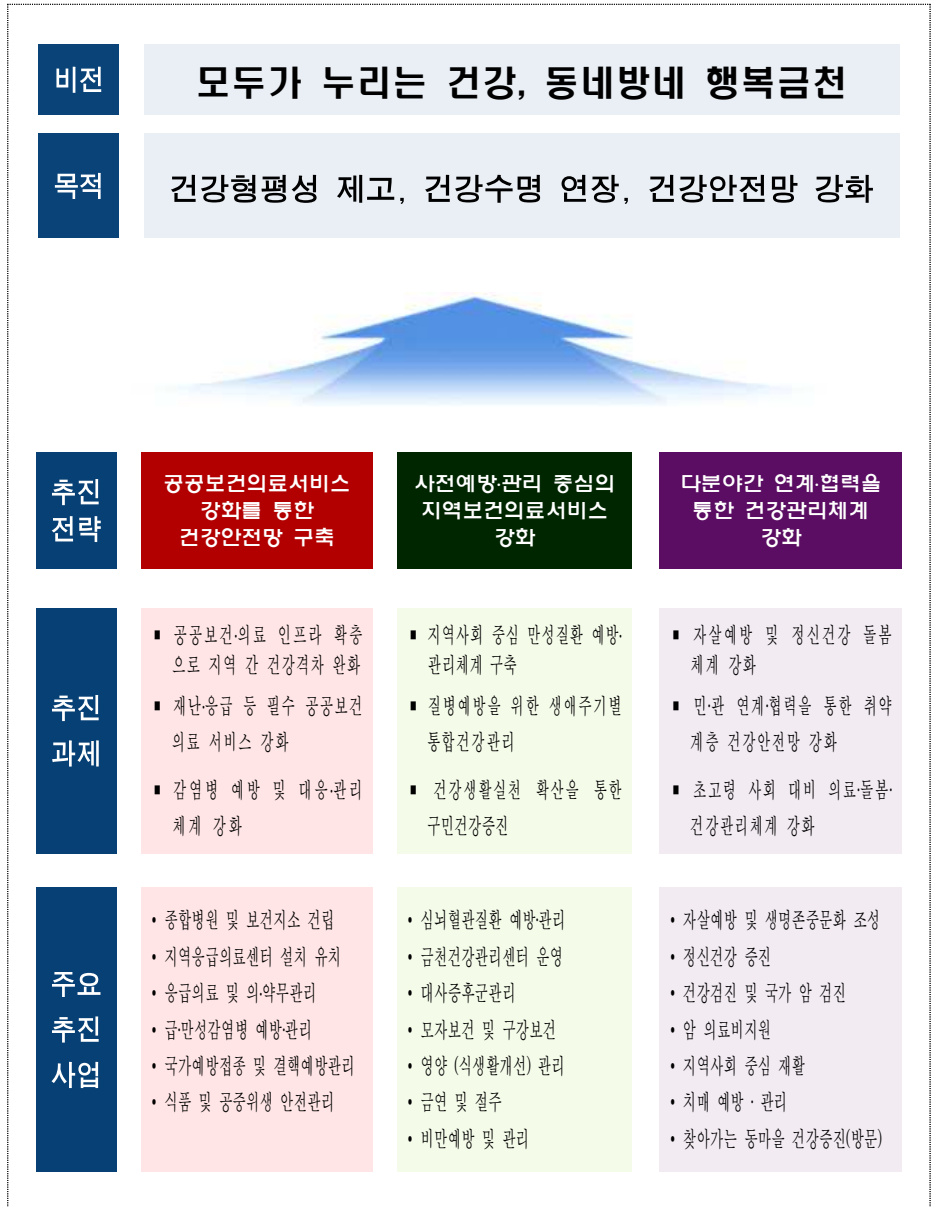 비전
모두가 누리는 건강, 동네방네 행복금천
목적
건강형평성 제고, 건강수명 연장, 건강안전망 강화
추진
전략
공공보건의료서비스
강화를 통한
건강안전망 구축
사전예방·관리 중심의
지역보건의료서비스
강화
다분야간 연계·협력을
통한 건강관리체계
강화
추진
과제
▪ 공공보건·의료 인프라 확충
으로 지역 간 건강격차 완화
▪ 재난·응급 등 필수 공공보건
의료 서비스 강화
▪ 감염병 예방 및 대응·관리
체계 강화
▪ 지역사회 중심 만성질환 예방·
관리체계 구축
▪ 질병예방을 위한 생애주기별
통합건강관리
▪ 건강생활실천 확산을 통한
구민건강증진
▪ 자살예방 및 정신건강 돌봄
체계 강화
▪ 민·관 연계·협력을 통한 취약
계층 건강안전망 강화
▪ 초고령 사회 대비 의료·돌봄·
건강관리체계 강화
주요
추진
사업
• 종합병원 및 보건지소 건립
• 지역응급의료센터 설치 유치
• 응급의료 및 의·약무관리
• 급·만성감염병 예방·관리
• 국가예방접종 및 결핵예방관리
• 식품 및 공중위생 안전관리
• 심뇌혈관질환 예방·관리
• 금천건강관리센터 운영
• 대사증후군관리
• 모자보건 및 구강보건
• 영양 (식생활개선) 관리
• 금연 및 절주
• 비만예방 및 관리
• 자살예방 및 생명존중문화 조성
• 정신건강 증진
• 건강검진 및 국가 암 검진
• 암 의료비지원
• 지역사회 중심 재활
• 치매 예방 · 관리
• 찾아가는 동마을 건강증진(방문)